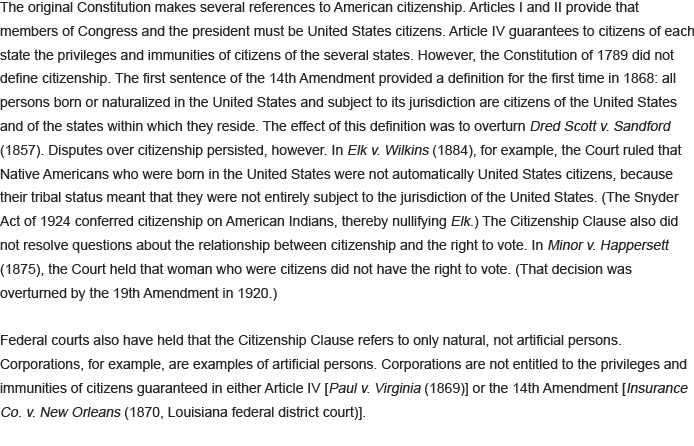 The original Constitution makes several references to American citizenship. Articles I and II provide that
members of Congress and the president must be United States citizens. Article IV guarantees to citizens of each
state the privileges and immunities of citizens of the several states. However, the Constitution of 1789 did not
define citizenship. The first sentence of the 14th Amendment provided a definition for the first time in 1868: all
persons born or naturalized in the United States and subject to its jurisdiction are citizens of the United States
and of the states within which they reside. The effect of this definition was to overturn Dred Scott v. Sandford
(1857). Disputes over citizenship persisted, however. In Elk v. Wilkins (1884), for example, the Court ruled that
Native Americans who were born in the United States were not automatically United States citizens, because
their tribal status meant that they were not entirely subject to the jurisdiction of the United States. (The Snyder
Act of 1924 conferred citizenship on American Indians, thereby nullifying Elk.) The Citizenship Clause also did
not resolve questions about the relationship between citizenship and the right to vote. In Minor v. Happersett
(1875), the Court held that woman who were citizens did not have the right to vote. (That decision was
overturned by the 19th Amendment in 1920.)

Federal courts also have held that the Citizenship Clause refers to only natural, not artificial persons.
Corporations, for example, are examples of artificial persons. Corporations are not entitled to the privileges and
immunities of citizens guaranteed in either Article IV [Paul v. Virginia (1869)] or the 14th Amendment [Insurance
Co. v. New Orleans (1870, Louisiana federal district court)].